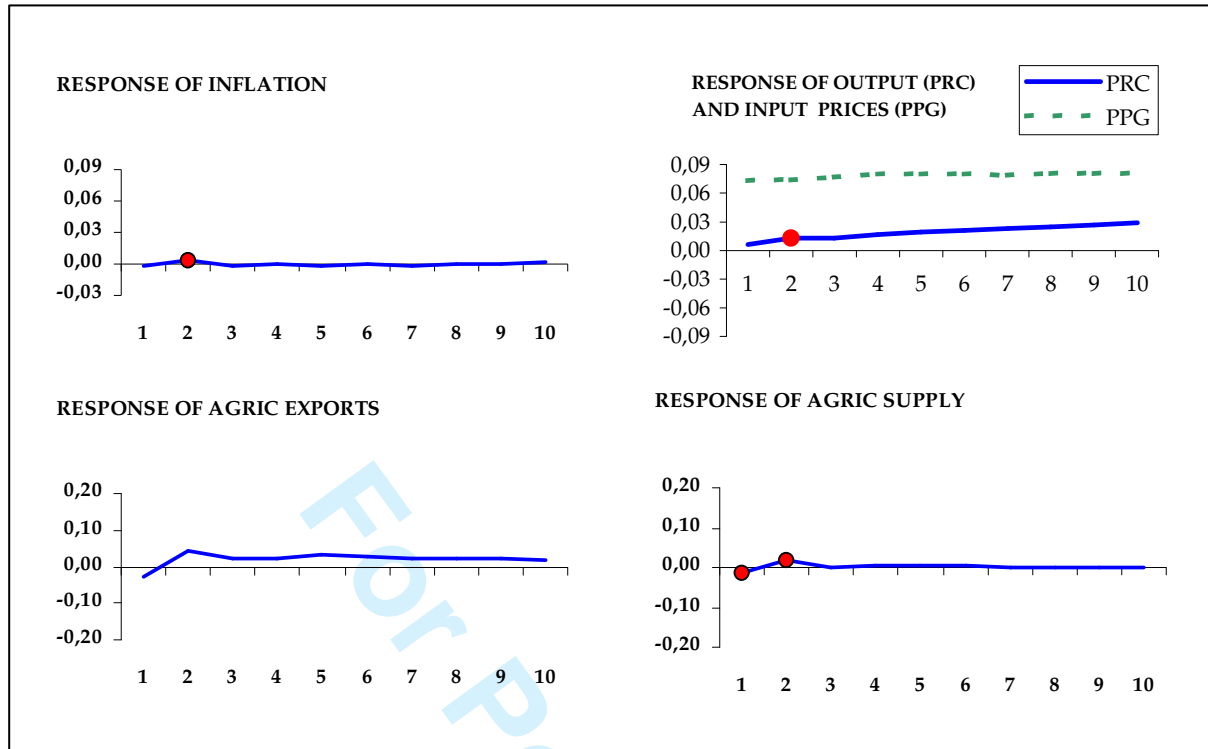 RESPONSE OF INFLATION
0,09
0,06
0,03
0,00
-0,03
1 2 3 4 5 6 7 8 9 10
RESPONSE OF OUTPUT (PRC)
AND INPUT PRICES (PPG)
PRC
PPG
0,09
0,06
0,03
0,00
-0,03
-0,06
-0,09
1 2 3 4 5 6 7 8 9 10
RESPONSE OF AGRIC EXPORTS
0,20
0,10
0,00
-0,10
-0,20
1 2 3 4 5 6 7 8 9 10
RESPONSE OF AGRIC SUPPLY
0,20
0,10
0,00
-0,10
-0,20
1 2 3 4 5 6 7 8 9 10
For